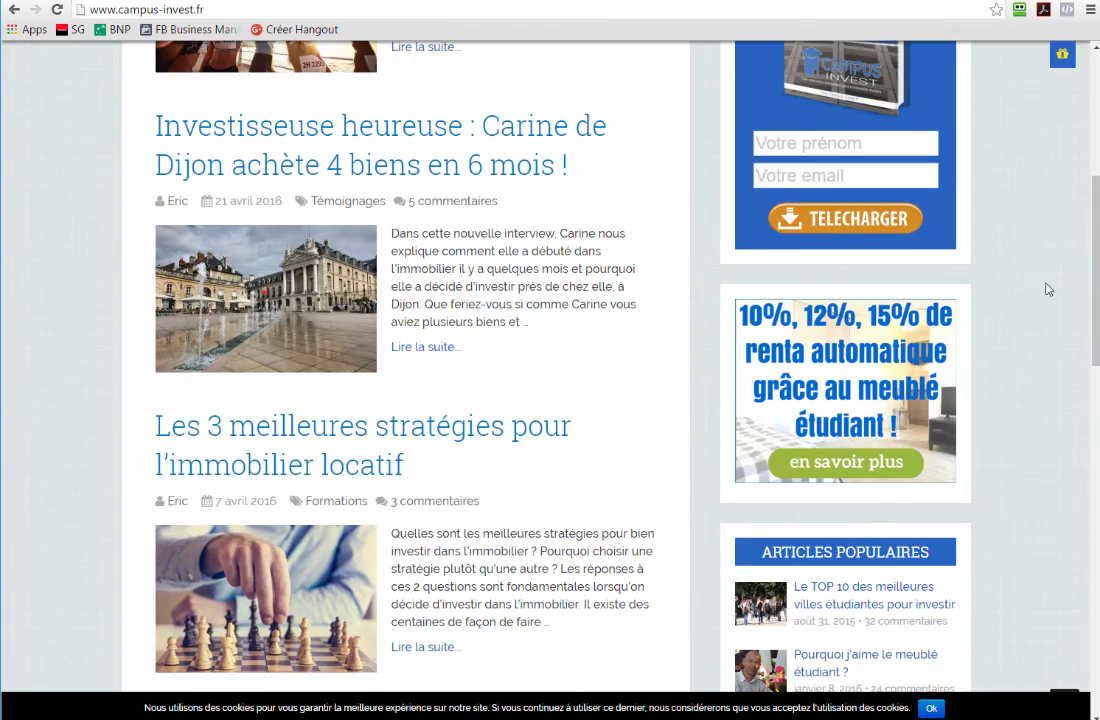 www.campus-invest.fr
Apps SG BNP FB Business Mana Créer Hangout
Lire la suite...
Investisseuse heureuse : Carine de
Dijon achète 4 biens en 6 mois !
Eric 21 avril 2016 Témoignages 5 commentaires
Dans cette nouvelle interview, Carine nous
explique comment elle a débuté dans
l'immobilier il y a quelques mois et pourquoi
elle a décidé d'investir près de chez elle, à
Dijon. Que feriez-vous si comme Carine vous
aviez plusieurs biens et ...
Lire la suite...
Les 3 meilleures stratégies pour
l'immobilier locatif
Eric 7 avril 2016 Formations 3 commentaires
Quelles sont les meilleures stratégies pour bien
investir dans l'immobilier ? Pourquoi choisir une
stratégie plutôt qu'une autre ? Les réponses à
ces 2 questions sont fondamentales lorsqu'on
décide d'investir dans l'immobilier. Il existe des
centaines de façon de faire ...
Lire la suite...
CAMPUS
INVEST
Votre prénom
Votre email
TELECHARGER
10%, 12%, 15% de
renta automatique
grâce au meublé
étudiant !
en savoir plus
ARTICLES POPULAIRES
Le TOP 10 des meilleures
villes étudiantes pour investir
août 31, 2015 • 32 commentaires
Pourquoi j'aime le meublé
étudiant ?
janvier 8, 2016 • 24 commentaires
Nous utilisons des cookies pour vous garantir la meilleure expérience sur notre site. Si vous continuez à utiliser ce dernier, nous considérerons que vous acceptez l'utilisation des cookies. Ok